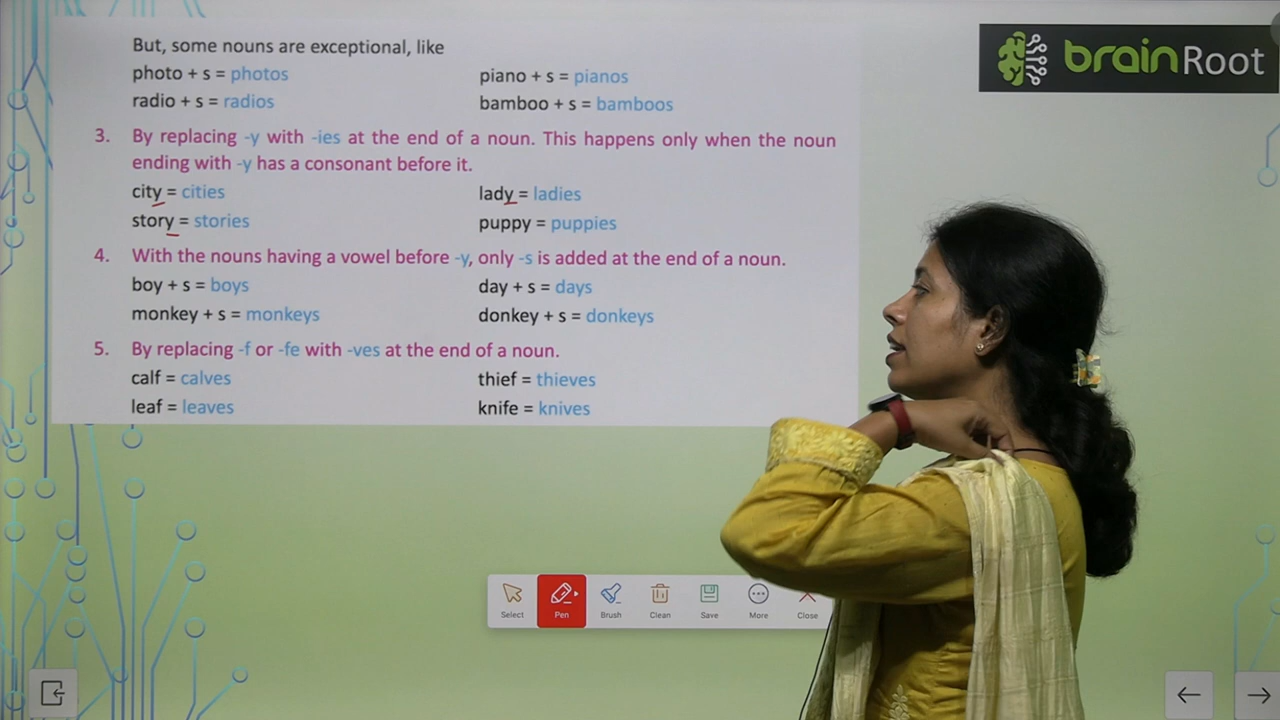 But, some nouns are exceptional, like
photo + s = photos piano + s = pianos
radio + s = radios bamboo + s = bamboos
3. By replacing -y with -ies at the end of a noun. This happens only when the noun
ending with -y has a consonant before it.
city = cities lady = ladies
story = stories puppy = puppies
4. With the nouns having a vowel before -y, only -s is added at the end of a noun.
boy + s = boys day + s = days
monkey + s = monkeys donkey + s = donkeys
5. By replacing -f or -fe with -ves at the end of a noun.
calf = calves thief = thieves
leaf = leaves knife = knives
brainRoot
Select Pen Brush Clean Save More Close